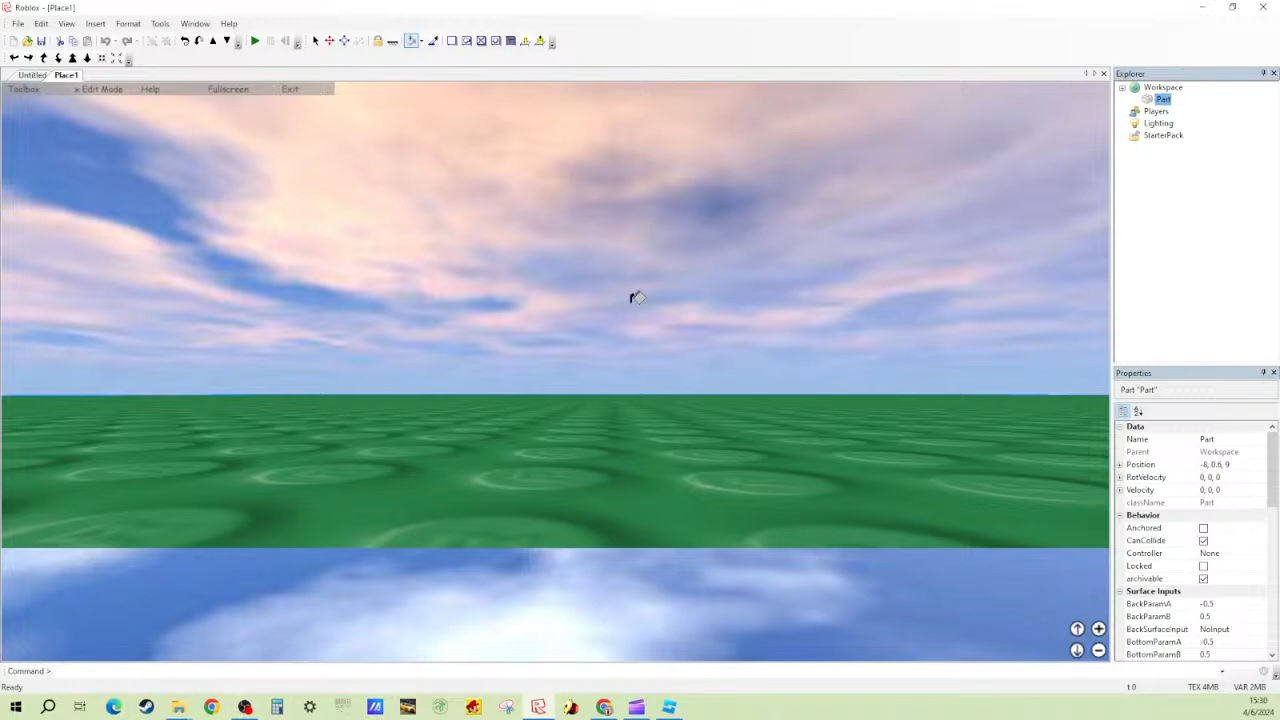 Roblox - [Place1]
File Edit View Insert Format Tools Window Help
Untitled Place1
Toolbox x Edit Mode Help Fullscreen Exit
Explorer
Workspace
Part
Players
Lighting
StarterPack
Properties
Part "Part"
Data
Name Part
Parent Workspace
Position -8, 0.6, 9
RotVelocity 0, 0, 0
Velocity 0, 0, 0
className Part
Behavior
Anchored
CanCollide
Controller None
Locked
archivable
Surface Inputs
BackParamA -0.5
BackParamB 0.5
BackSurfaceInput NoInput
BottomParamA -0.5
BottomParamB 0.5
Command >
Ready t 0 TEX 4MB VAR 2MB
15:30
4/6/2024